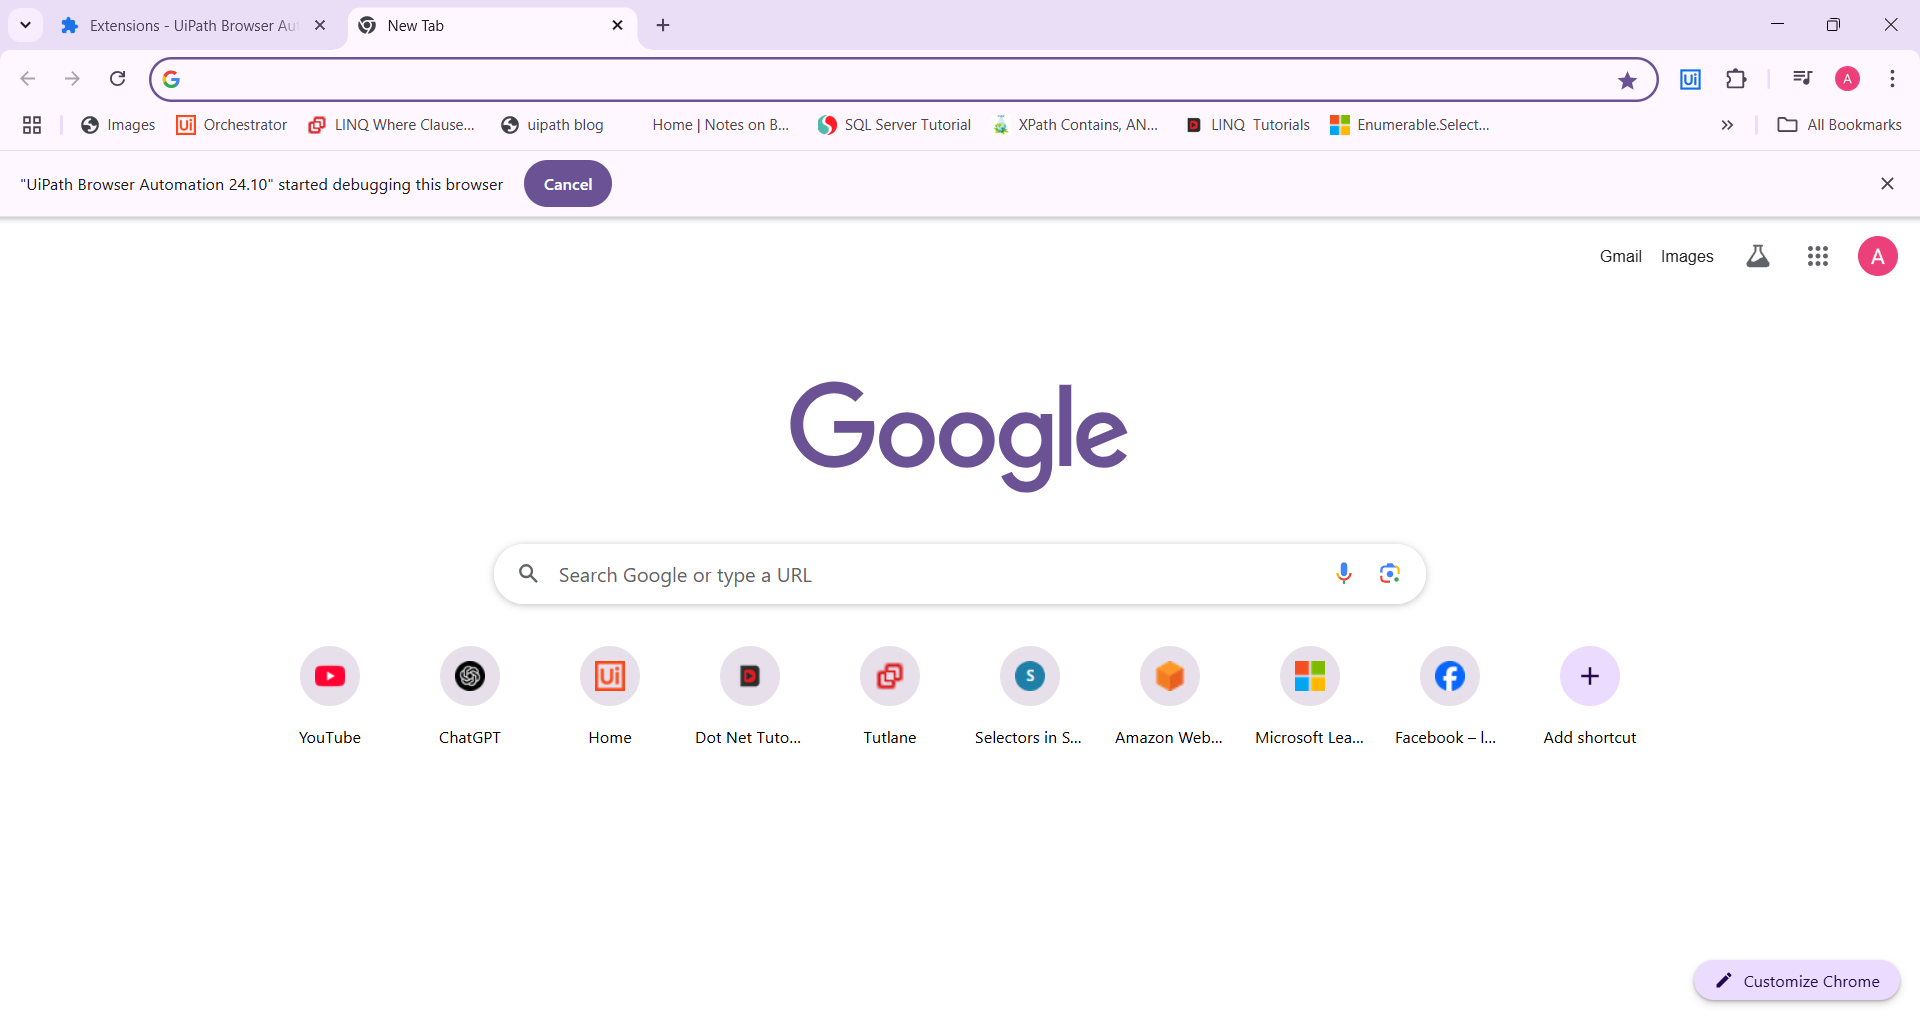 Extensions - UiPath Browser Au
New Tab
Ui
A
Images
Ui
Orchestrator
LINQ Where Clause...
uipath blog
Home | Notes on B...
SQL Server Tutorial
XPath Contains, AN...
LINQ Tutorials
Enumerable.Select...
All Bookmarks
"UiPath Browser Automation 24.10" started debugging this browser
Cancel
Gmail
Images
A
Google
Search Google or type a URL
Ui
S
YouTube
ChatGPT
Home
Dot Net Tuto...
Tutlane
Selectors in S...
Amazon Web...
Microsoft Lea...
Facebook – l...
Add shortcut
Customize Chrome